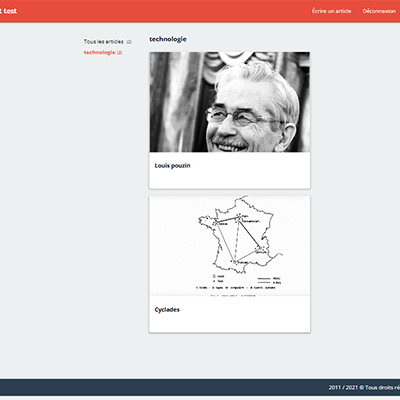 test
Écrire un article
Déconnexion
Tous les articles (2)
technologie (2)
technologie
Louis pouzin
Cyclades
2011 / 2021 © Tous droits ré